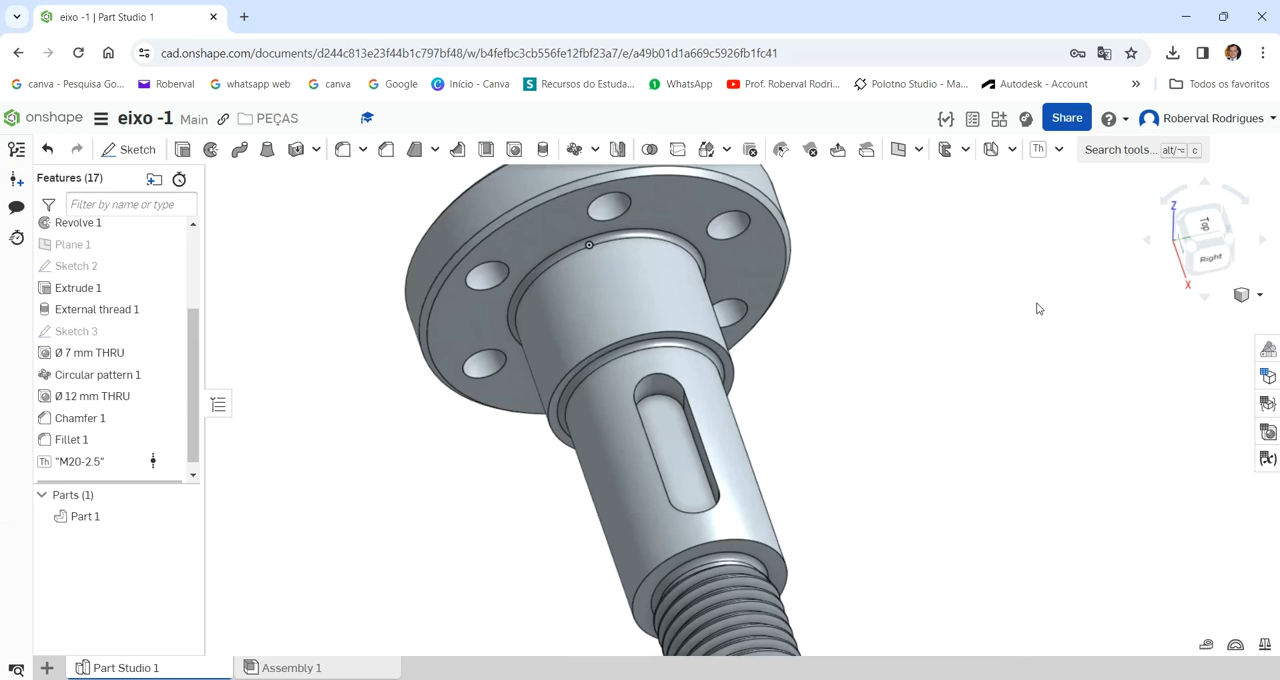 eixo -1 | Part Studio 1
cad.onshape.com/documents/d244c813e23f44b1c797bf48/w/b4fefbc3cb556fe12fbf23a7/e/a49b01d1a669c5926fb1fc41
canva - Pesquisa Go... Roberval whatsapp web canva Google Início - Canva Recursos do Estuda... WhatsApp Prof. Roberval Rodri... Polotno Studio - Ma... Autodesk - Account » Todos os favoritos
onshape eixo -1 Main PEÇAS Share Roberval Rodrigues
Sketch Th Search tools... alt/⌥ c
Features (17)
Filter by name or type
Revolve 1
Plane 1
Sketch 2
Extrude 1
External thread 1
Sketch 3
Ø 7 mm THRU
Circular pattern 1
Ø 12 mm THRU
Chamfer 1
Fillet 1
Th "M20-2.5"
Parts (1)
Part 1
Z
Top
Right
X
Part Studio 1 Assembly 1